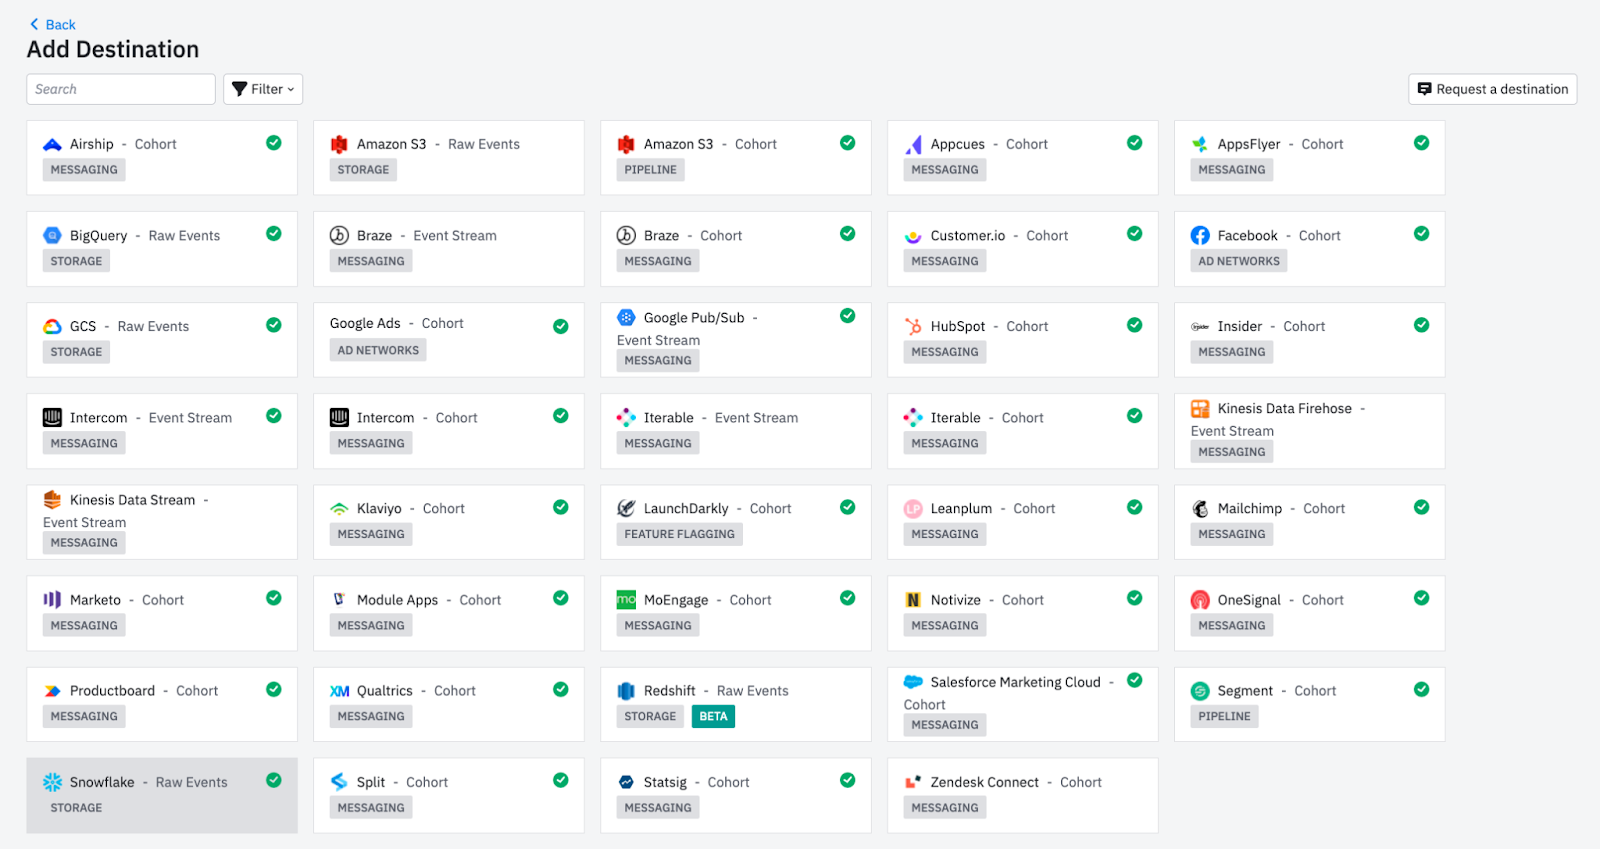 Back
Add Destination
Search
Filter
Request a destination
Airship - Cohort
MESSAGING
Amazon S3 - Raw Events
STORAGE
Amazon S3 - Cohort
PIPELINE
Appcues - Cohort
MESSAGING
AppsFlyer - Cohort
MESSAGING
BigQuery - Raw Events
STORAGE
Braze - Event Stream
MESSAGING
Braze - Cohort
MESSAGING
Customer.io - Cohort
MESSAGING
Facebook - Cohort
AD NETWORKS
GCS - Raw Events
STORAGE
Google Ads - Cohort
AD NETWORKS
Google Pub/Sub -
Event Stream
MESSAGING
HubSpot - Cohort
MESSAGING
Insider - Cohort
MESSAGING
Intercom - Event Stream
MESSAGING
Intercom - Cohort
MESSAGING
Iterable - Event Stream
MESSAGING
Iterable - Cohort
MESSAGING
Kinesis Data Firehose -
Event Stream
MESSAGING
Kinesis Data Stream -
Event Stream
MESSAGING
Klaviyo - Cohort
MESSAGING
LaunchDarkly - Cohort
FEATURE FLAGGING
LP Leanplum - Cohort
MESSAGING
Mailchimp - Cohort
MESSAGING
Marketo - Cohort
MESSAGING
Module Apps - Cohort
MESSAGING
mo MoEngage - Cohort
MESSAGING
N Notivize - Cohort
MESSAGING
OneSignal - Cohort
MESSAGING
Productboard - Cohort
MESSAGING
XM Qualtrics - Cohort
MESSAGING
Redshift - Raw Events
STORAGE BETA
Salesforce Marketing Cloud -
Cohort
MESSAGING
Segment - Cohort
PIPELINE
Snowflake - Raw Events
STORAGE
Split - Cohort
MESSAGING
Statsig - Cohort
MESSAGING
Zendesk Connect - Cohort
MESSAGING